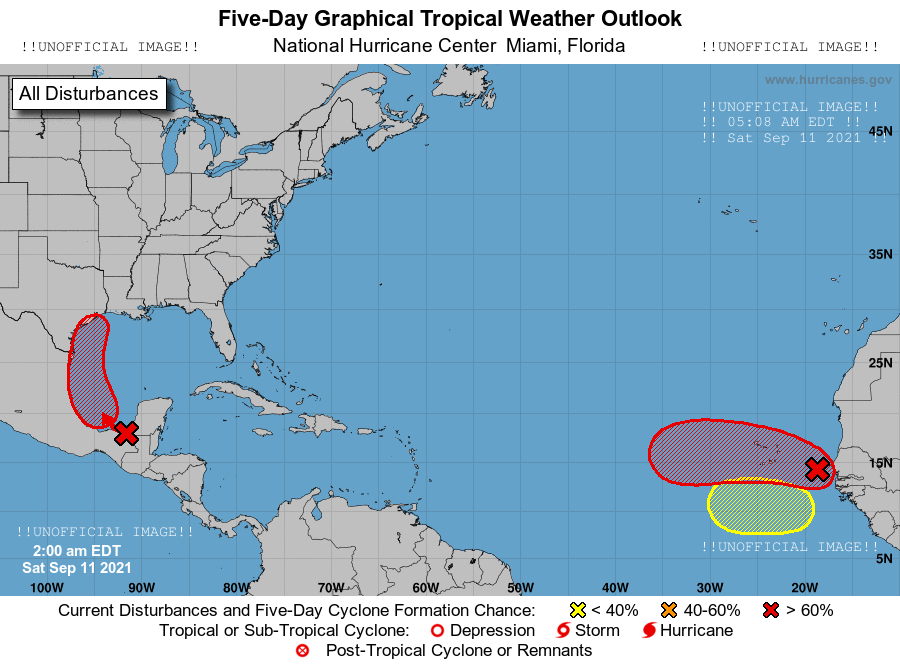 Five-Day Graphical Tropical Weather Outlook
!!UNOFFICIAL IMAGE!!
National Hurricane Center  Miami, Florida
!!UNOFFICIAL IMAGE!!
www.hurricanes.gov
All Disturbances
!!UNOFFICIAL IMAGE!!
!! 05:08 AM EDT !!
!! Sat Sep 11 2021 !!
45N
35N
25N
15N
!!UNOFFICIAL IMAGE!!
!!UNOFFICIAL IMAGE!!
2:00 am EDT
Sat Sep 11 2021
5N
100W 90W 80W 70W 60W 50W 40W 30W 20W
Current Disturbances and Five-Day Cyclone Formation Chance: < 40% 40-60% > 60%
Tropical or Sub-Tropical Cyclone: Depression Storm Hurricane
Post-Tropical Cyclone or Remnants